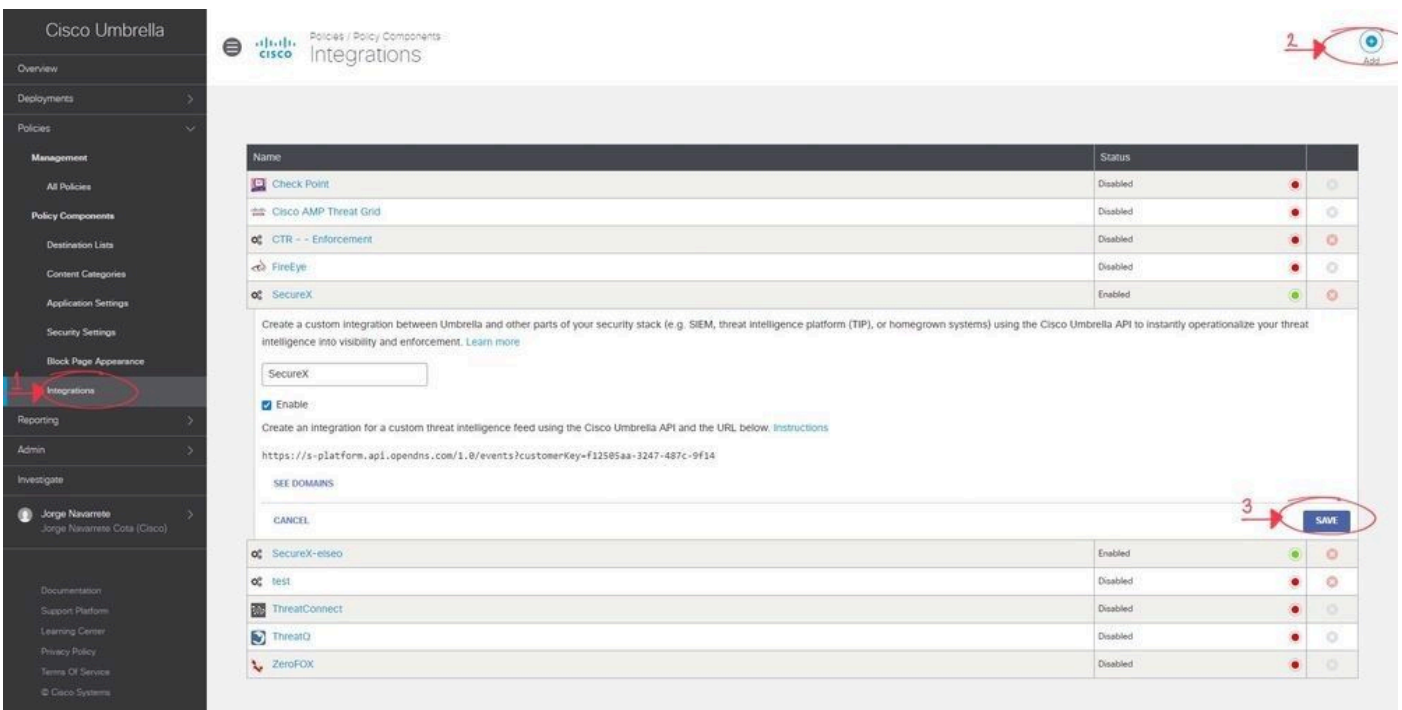 Cisco Umbrella
Overview
Deployments
Policies
Management
All Policies
Policy Components
Destination Lists
Content Categories
Application Settings
Security Settings
Block Page Appearance
1
Integrations
Reporting
Admin
Investigate
Jorge Navarrete
Jorge Navarrete Cota (Cisco)
Documentation
Support Platform
Learning Center
Privacy Policy
Terms Of Service
© Cisco Systems
cisco
Policies / Policy Components
Integrations
2
Add
Name Status
Check Point Disabled
Cisco AMP Threat Grid Disabled
CTR - - Enforcement Disabled
FireEye Disabled
SecureX Enabled
Create a custom integration between Umbrella and other parts of your security stack (e.g. SIEM, threat intelligence platform (TIP), or homegrown systems) using the Cisco Umbrella API to instantly operationalize your threat
intelligence into visibility and enforcement. Learn more
SecureX
Enable
Create an integration for a custom threat intelligence feed using the Cisco Umbrella API and the URL below. Instructions
https://s-platform.api.opendns.com/1.0/events?customerKey=f12505aa-3247-487c-9f14
SEE DOMAINS
3
CANCEL SAVE
SecureX-elseo Enabled
test Disabled
ThreatConnect Disabled
ThreatQ Disabled
ZeroFOX Disabled